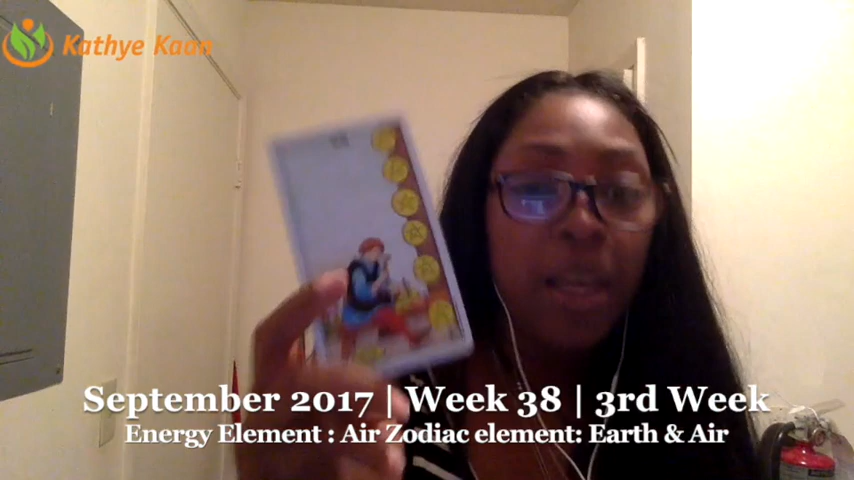 Kathye Kaan
September 2017 | Week 38 | 3rd Week
Energy Element : Air Zodiac element: Earth & Air